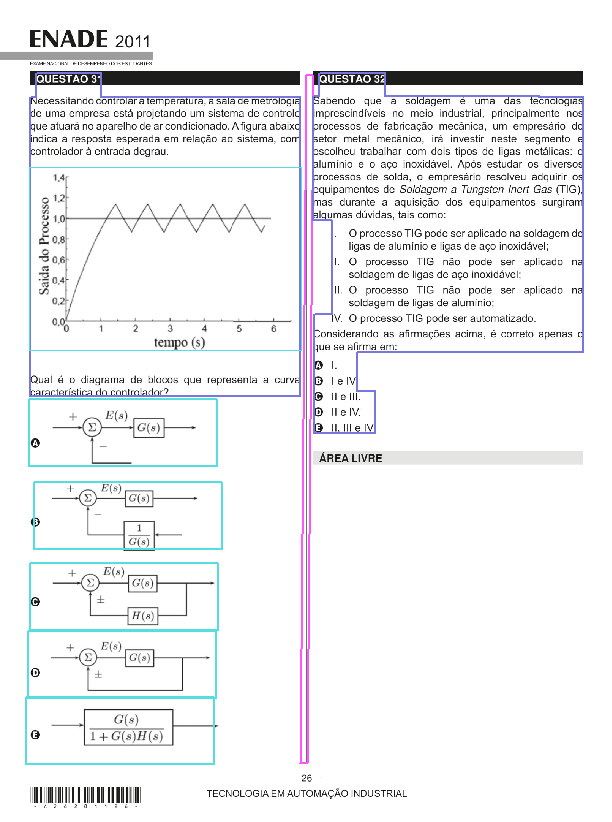 ENADE 2011
EXAME NACIONAL DE DESEMPENHO DOS ESTUDANTES
QUESTÃO 31
Necessitando controlar a temperatura, a sala de metrologia
de uma empresa está projetando um sistema de controle
que atuará no aparelho de ar condicionado. A figura abaixo
indica a resposta esperada em relação ao sistema, com
controlador à entrada degrau.
1,4
1,2
1,0
0,8
0,6
0,4
0,2
0,0
0 1 2 3 4 5 6
Saída do Processo
tempo (s)
Qual é o diagrama de blocos que representa a curva
característica do controlador?
A + Σ E(s) G(s) −
B + Σ E(s) G(s) − 1 G(s)
C + Σ E(s) G(s) ± H(s)
D + Σ E(s) G(s) ±
E G(s) 1 + G(s)H(s)
QUESTÃO 32
Sabendo que a soldagem é uma das tecnologias
imprescindíveis no meio industrial, principalmente nos
processos de fabricação mecânica, um empresário do
setor metal mecânico, irá investir neste segmento e
escolheu trabalhar com dois tipos de ligas metálicas: o
alumínio e o aço inoxidável. Após estudar os diversos
processos de solda, o empresário resolveu adquirir os
equipamentos de Soldagem a Tungsten Inert Gas (TIG),
mas durante a aquisição dos equipamentos surgiram
algumas dúvidas, tais como:
I. O processo TIG pode ser aplicado na soldagem de
ligas de alumínio e ligas de aço inoxidável;
II. O processo TIG não pode ser aplicado na
soldagem de ligas de aço inoxidável;
III. O processo TIG não pode ser aplicado na
soldagem de ligas de alumínio;
IV. O processo TIG pode ser automatizado.
Considerando as afirmações acima, é correto apenas o
que se afirma em:
A I.
B I e IV.
C II e III.
D II e IV.
E II, III e IV.
ÁREA LIVRE
26
TECNOLOGIA EM AUTOMAÇÃO INDUSTRIAL